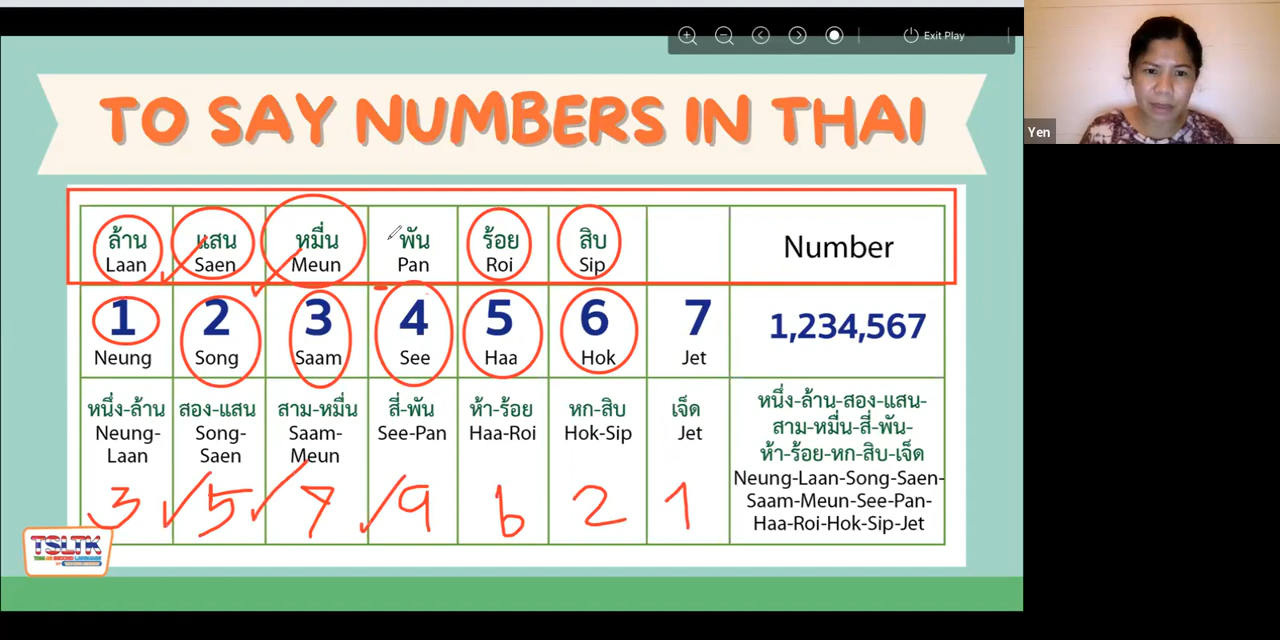 Exit Play
Yen
TO SAY NUMBERS IN THAI
ล้าน แสน หมื่น พัน ร้อย สิบ Number
Laan Saen Meun Pan Roi Sip
1 2 3 4 5 6 7 1,234,567
Neung Song Saam See Haa Hok Jet
หนึ่ง-ล้าน สอง-แสน สาม-หมื่น สี่-พัน ห้า-ร้อย หก-สิบ เจ็ด
Neung- Song- Saam- See-Pan Haa-Roi Hok-Sip Jet
Laan Saen Meun
หนึ่ง-ล้าน-สอง-แสน-
สาม-หมื่น-สี่-พัน-
ห้า-ร้อย-หก-สิบ-เจ็ด
Neung-Laan-Song-Saen-
Saam-Meun-See-Pan-
Haa-Roi-Hok-Sip-Jet
3 5 7 9 6 2 1
TSLTK
THAI AS SECOND LANGUAGE